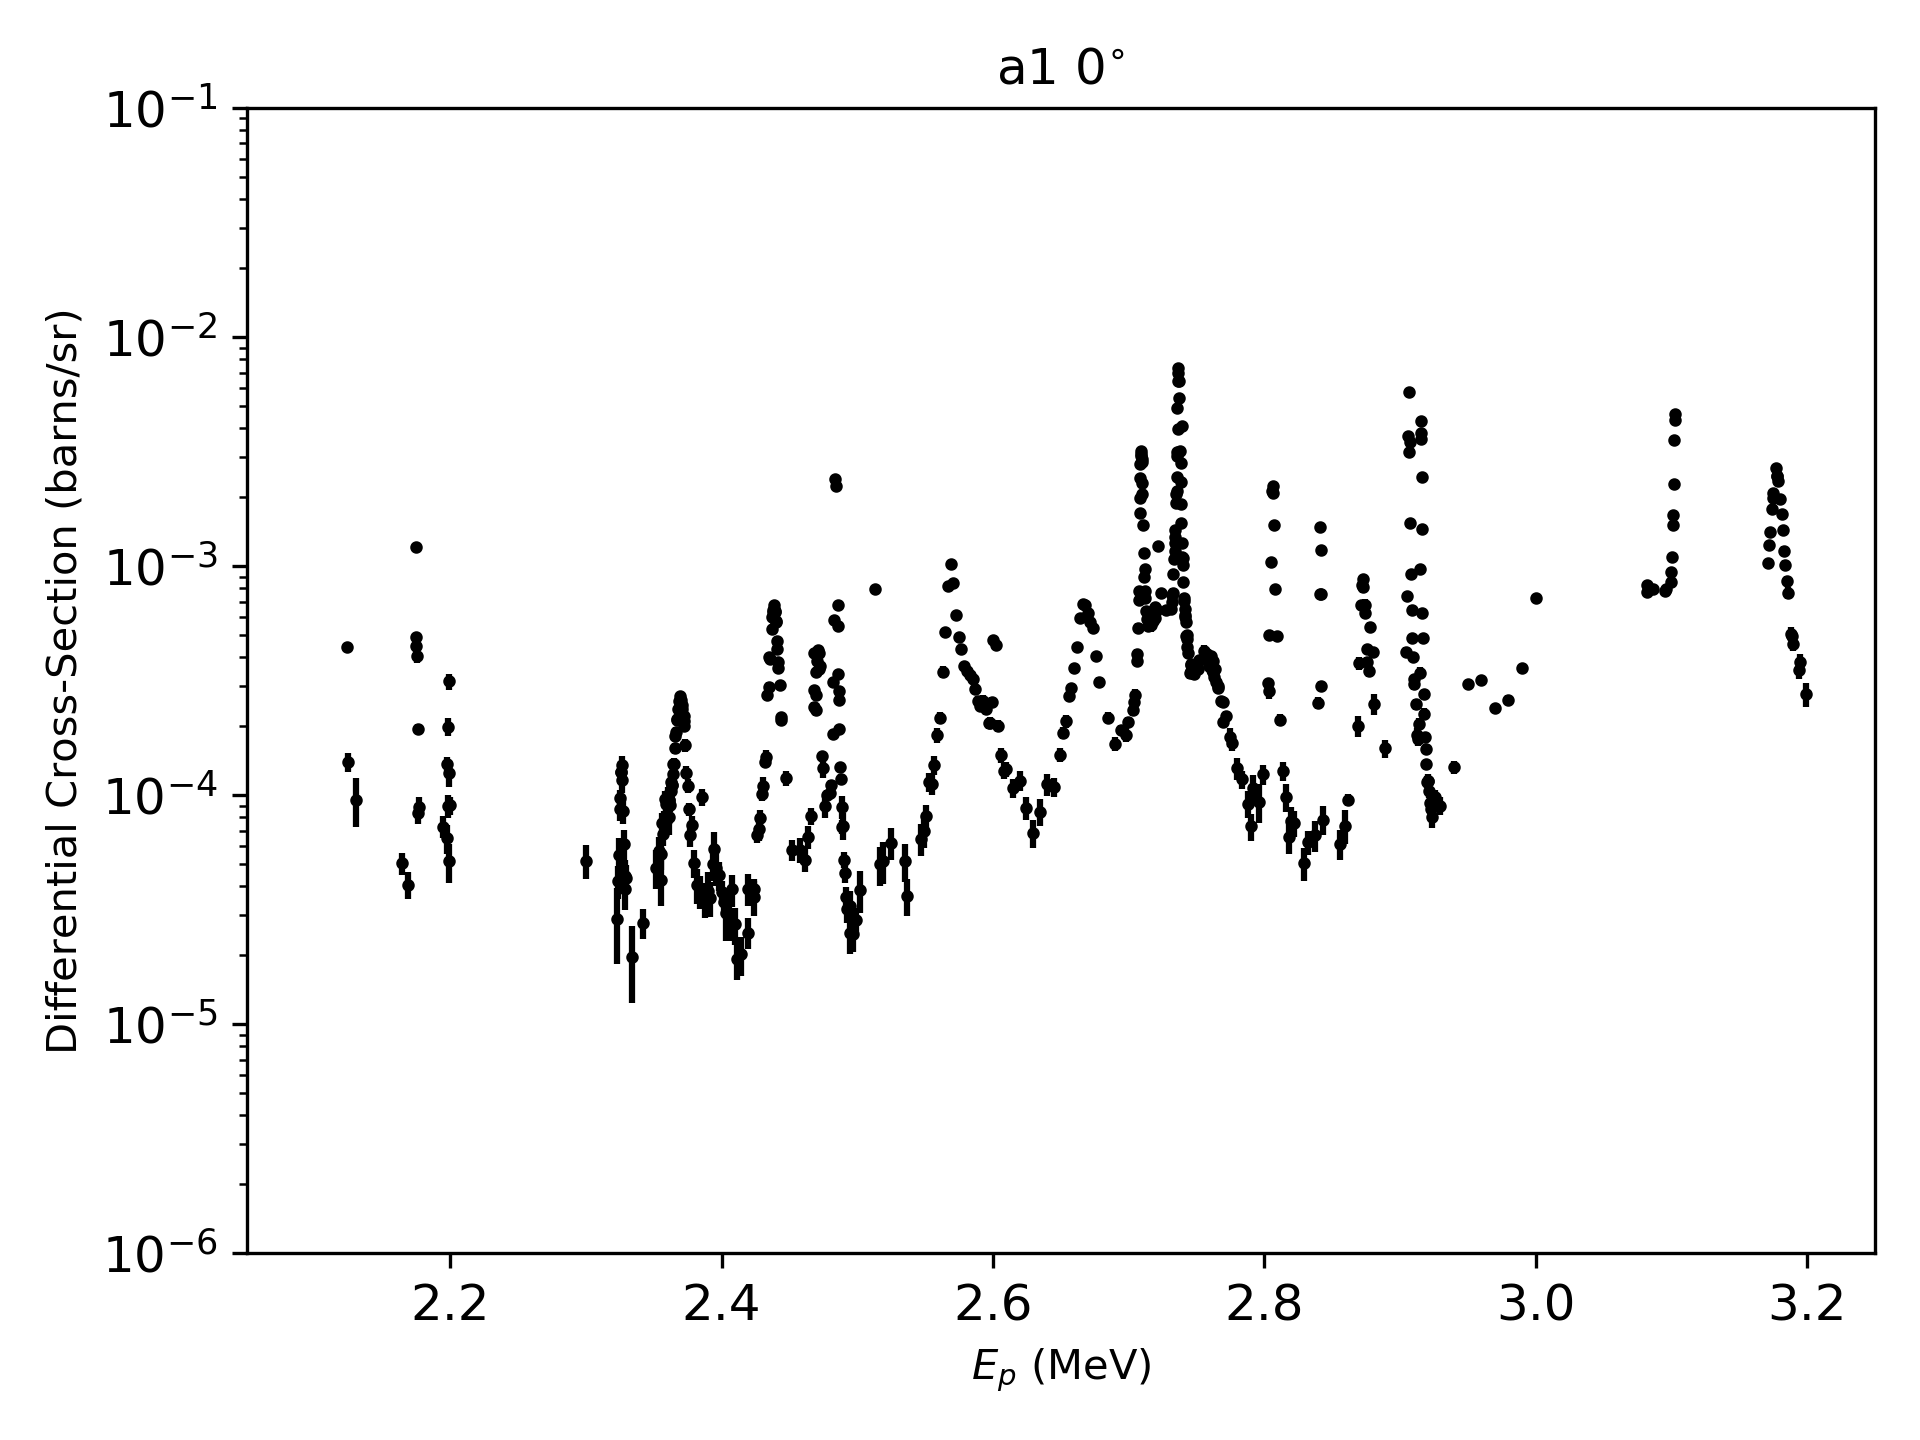 a1 0°
10⁻¹
10⁻²
10⁻³
10⁻⁴
10⁻⁵
10⁻⁶
Differential Cross-Section (barns/sr)
2.2 2.4 2.6 2.8 3.0 3.2
Eₚ (MeV)